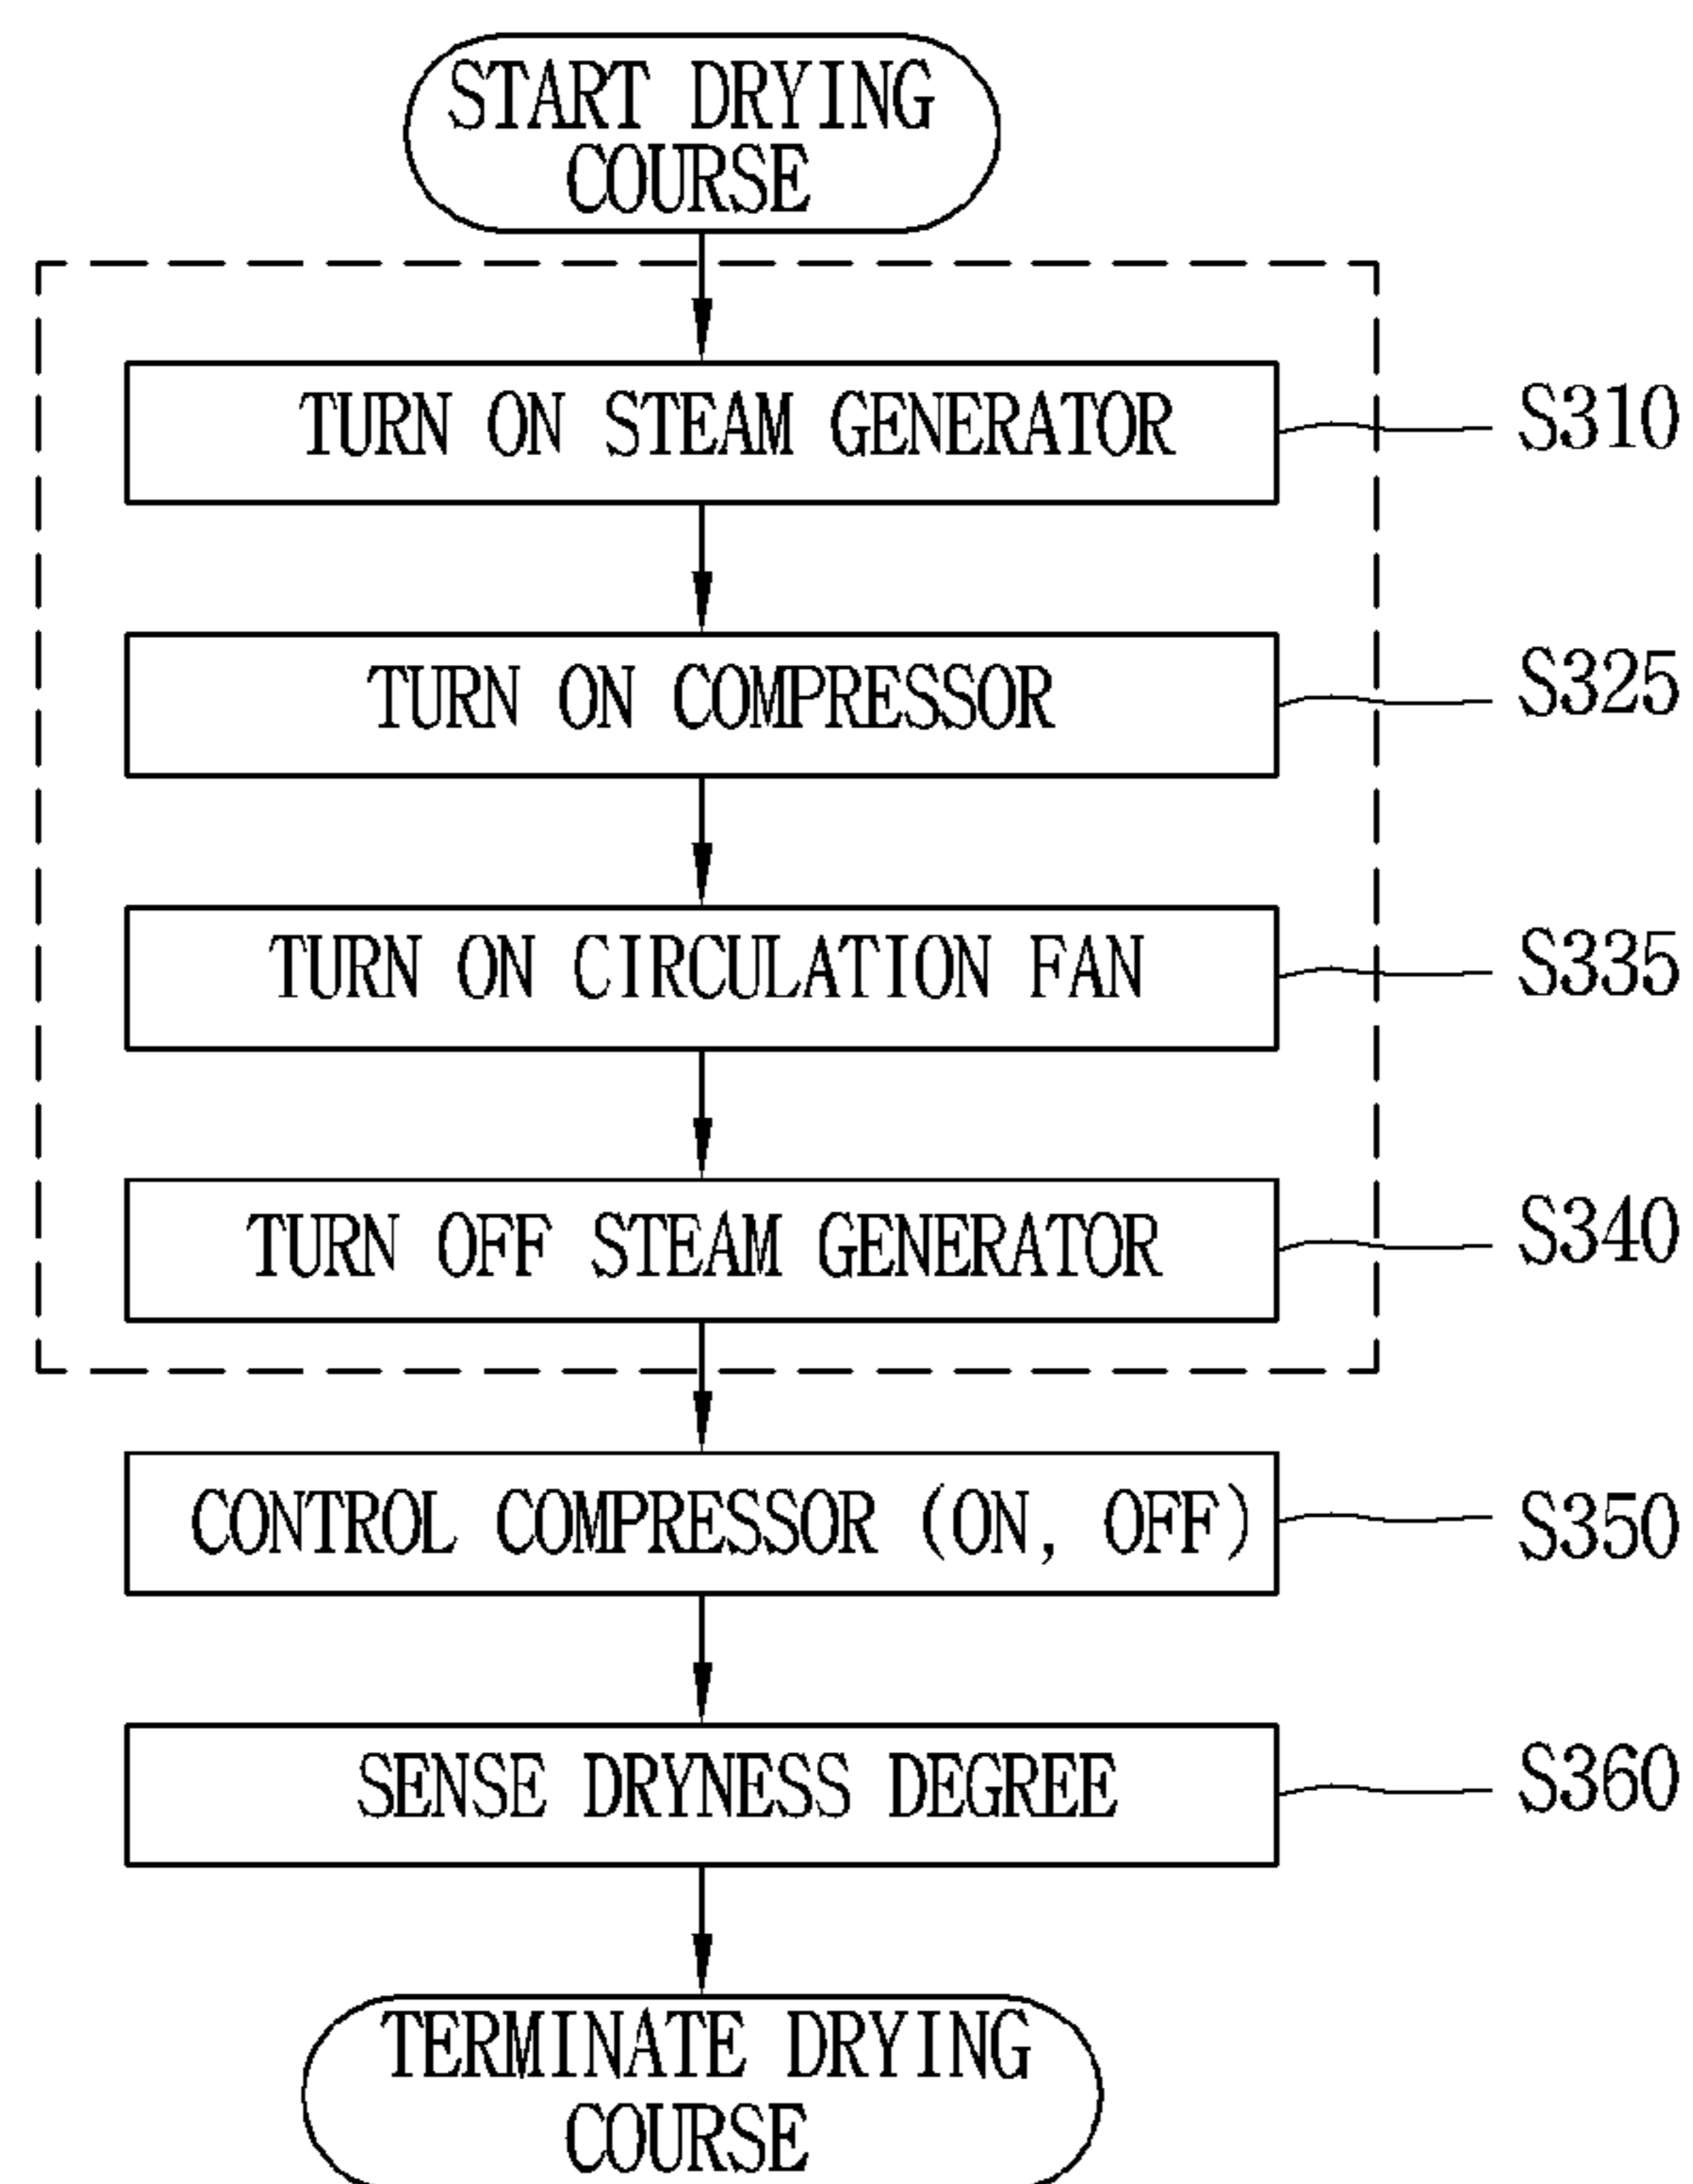 START DRYING
COURSE
TURN ON STEAM GENERATOR
S310
TURN ON COMPRESSOR
S325
TURN ON CIRCULATION FAN
S335
TURN OFF STEAM GENERATOR
S340
CONTROL COMPRESSOR (ON, OFF)
S350
SENSE DRYNESS DEGREE
S360
TERMINATE DRYING
COURSE